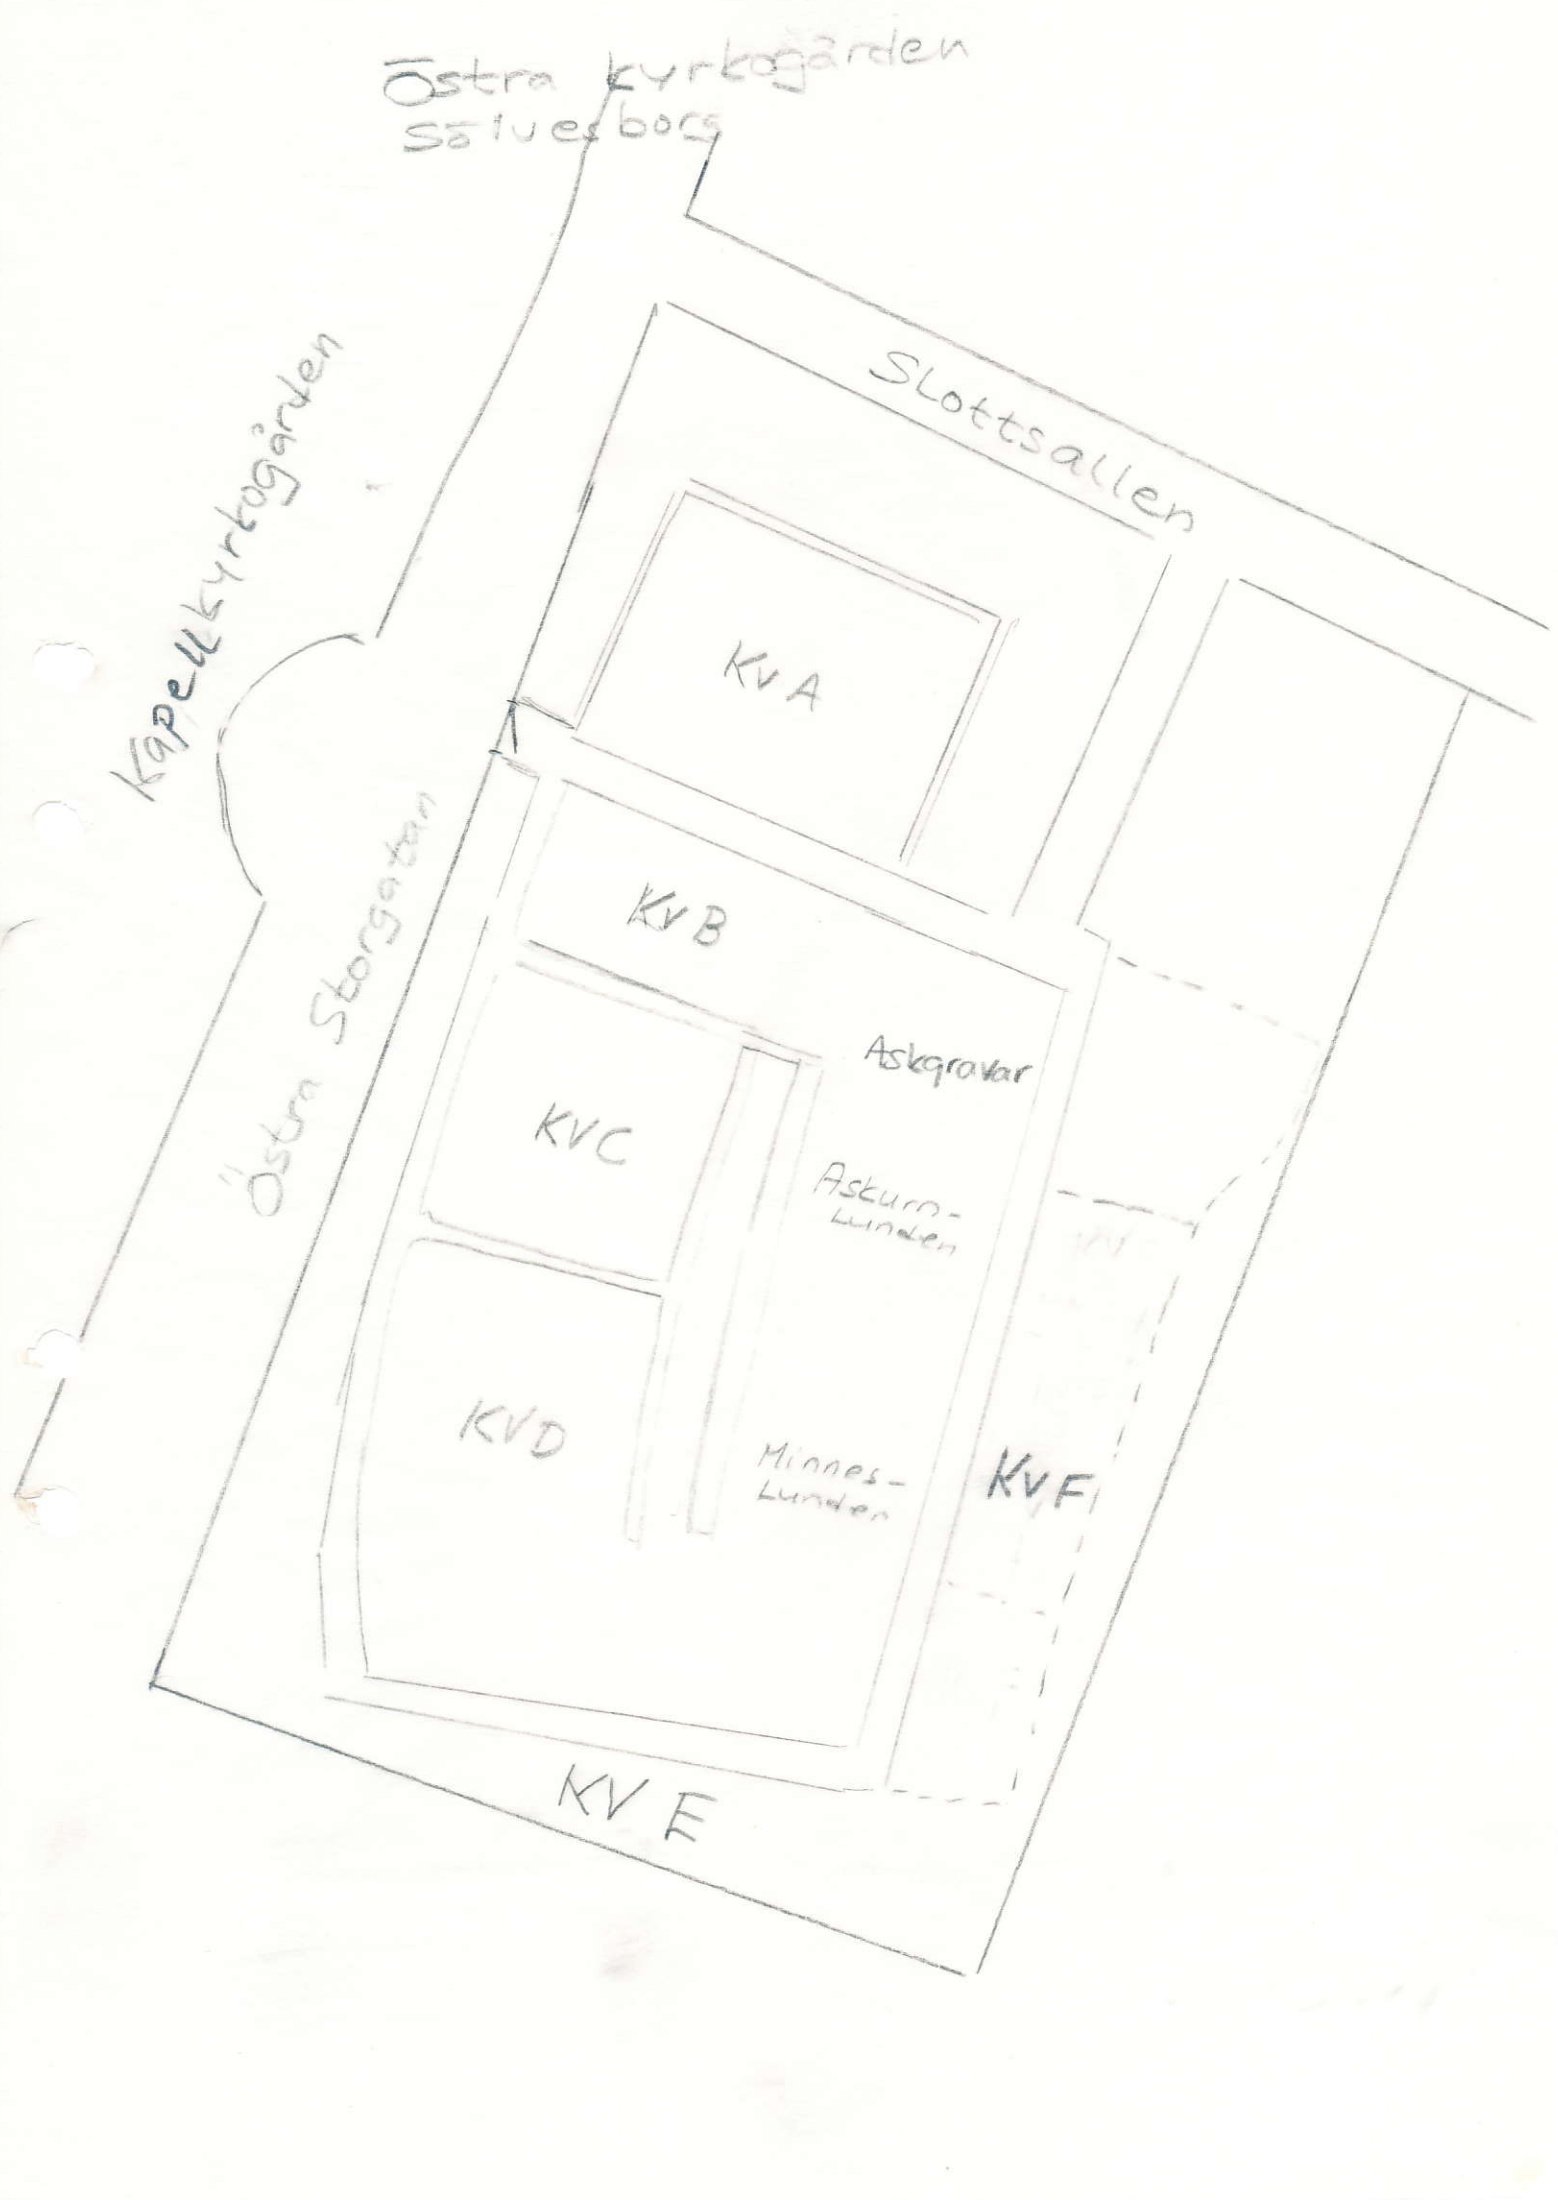 Östra kyrkogården
Sölvesborg
Slottsallen
Kapellkyrkogården
Kv A
Östra Storgatan
Kv B
Askgravar
KVC
Askurn-
Lunden
KVD
Minnes-
Lunden
Kv F
KV E